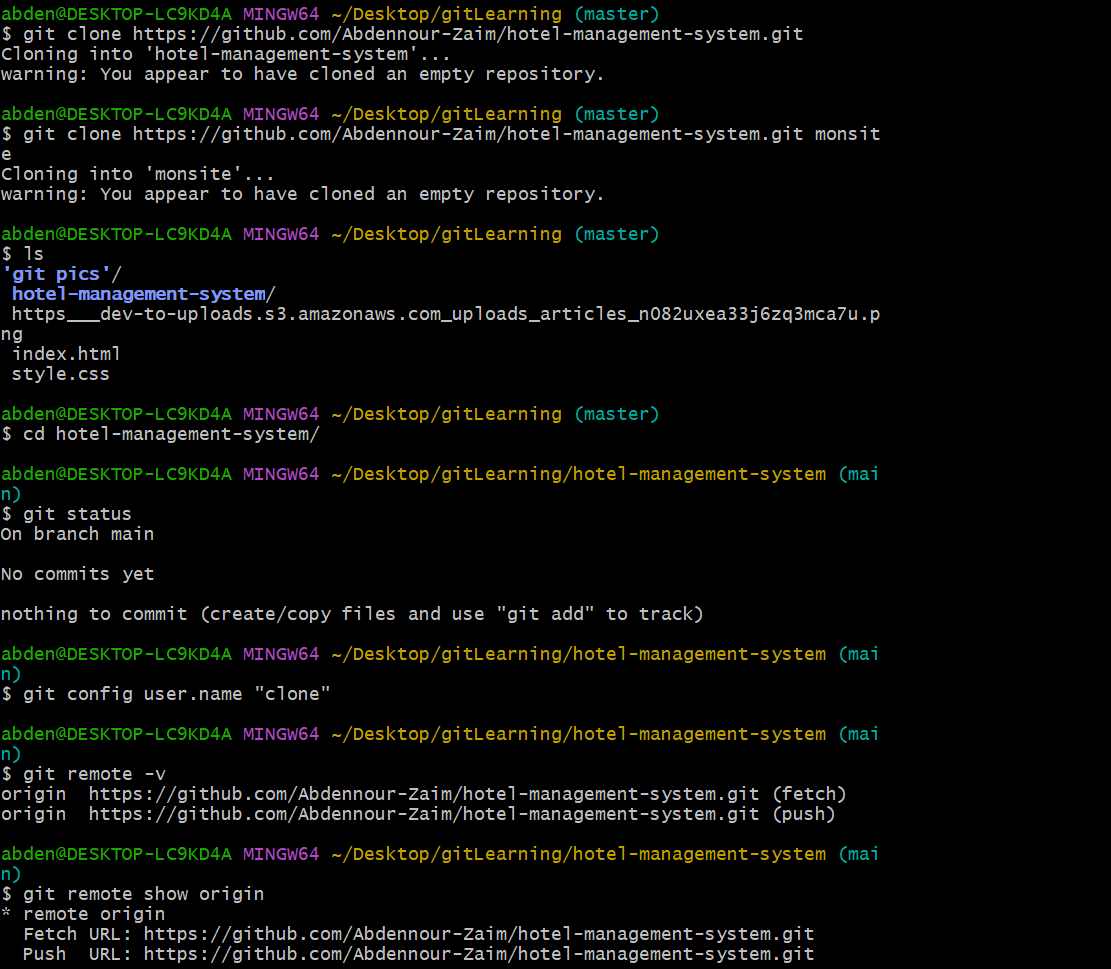 abden@DESKTOP-LC9KD4A MINGW64 ~/Desktop/gitLearning (master)
$ git clone https://github.com/Abdennour-Zaim/hotel-management-system.git
Cloning into 'hotel-management-system'...
warning: You appear to have cloned an empty repository.

abden@DESKTOP-LC9KD4A MINGW64 ~/Desktop/gitLearning (master)
$ git clone https://github.com/Abdennour-Zaim/hotel-management-system.git monsit
e
Cloning into 'monsite'...
warning: You appear to have cloned an empty repository.

abden@DESKTOP-LC9KD4A MINGW64 ~/Desktop/gitLearning (master)
$ ls
'git pics'/
 hotel-management-system/
 https___dev-to-uploads.s3.amazonaws.com_uploads_articles_n082uxea33j6zq3mca7u.p
ng
 index.html
 style.css

abden@DESKTOP-LC9KD4A MINGW64 ~/Desktop/gitLearning (master)
$ cd hotel-management-system/

abden@DESKTOP-LC9KD4A MINGW64 ~/Desktop/gitLearning/hotel-management-system (mai
n)
$ git status
On branch main

No commits yet

nothing to commit (create/copy files and use "git add" to track)

abden@DESKTOP-LC9KD4A MINGW64 ~/Desktop/gitLearning/hotel-management-system (mai
n)
$ git config user.name "clone"

abden@DESKTOP-LC9KD4A MINGW64 ~/Desktop/gitLearning/hotel-management-system (mai
n)
$ git remote -v
origin  https://github.com/Abdennour-Zaim/hotel-management-system.git (fetch)
origin  https://github.com/Abdennour-Zaim/hotel-management-system.git (push)

abden@DESKTOP-LC9KD4A MINGW64 ~/Desktop/gitLearning/hotel-management-system (mai
n)
$ git remote show origin
* remote origin
  Fetch URL: https://github.com/Abdennour-Zaim/hotel-management-system.git
  Push  URL: https://github.com/Abdennour-Zaim/hotel-management-system.git